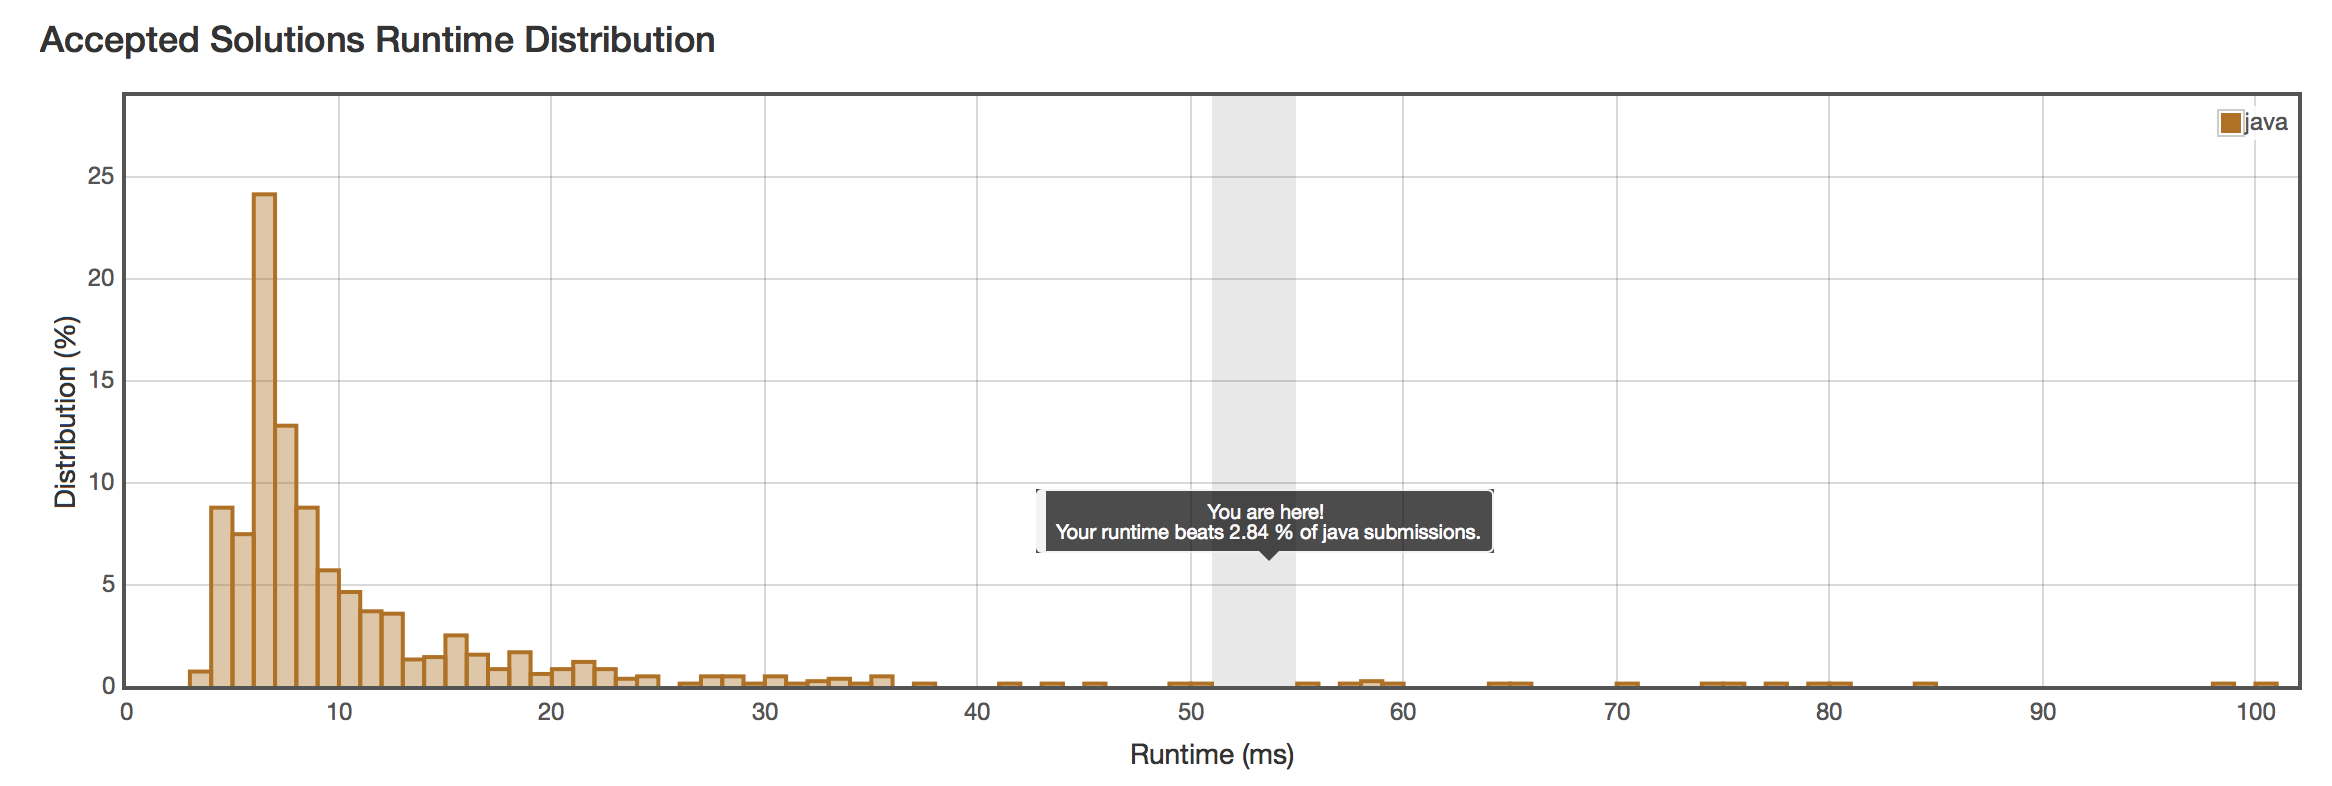 Accepted Solutions Runtime Distribution
java
25
20
15
10
5
0
Distribution (%)
You are here!
Your runtime beats 2.84 % of java submissions.
0 10 20 30 40 50 60 70 80 90 100
Runtime (ms)